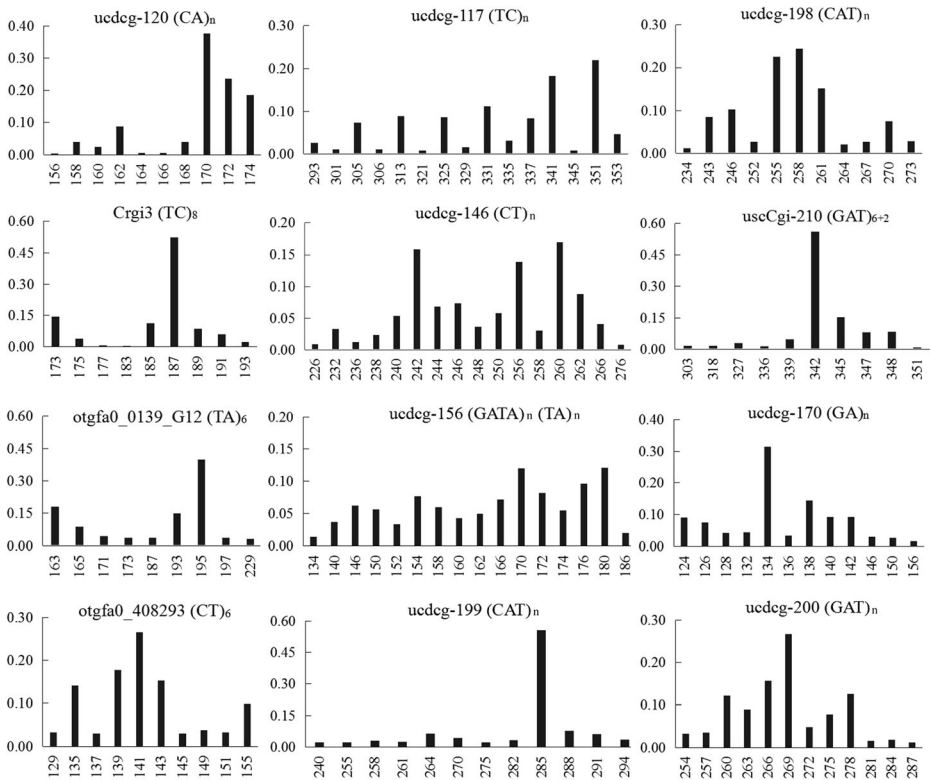 ucdcg-120 (CA)n
0.40
0.30
0.20
0.10
0.00
156 158 160 162 164 166 168 170 172 174
ucdcg-117 (TC)n
0.30
0.20
0.10
0.00
293 301 305 306 313 321 325 329 331 335 337 341 345 351 353
ucdcg-198 (CAT)n
0.30
0.20
0.10
0.00
234 243 246 252 255 258 261 264 267 270 273
Crgi3 (TC)8
0.60
0.45
0.30
0.15
0.00
173 175 177 183 185 187 189 191 193
ucdcg-146 (CT)n
0.20
0.15
0.10
0.05
0.00
226 232 236 238 240 242 244 246 248 250 256 258 260 262 266 276
uscCgi-210 (GAT)6+2
0.60
0.45
0.30
0.15
0.00
303 318 327 336 339 342 345 347 348 351
otgfa0_0139_G12 (TA)6
0.60
0.45
0.30
0.15
0.00
163 165 171 173 187 193 195 197 229
ucdcg-156 (GATA)n (TA)n
0.20
0.15
0.10
0.05
0.00
134 140 146 150 152 154 158 160 162 166 170 172 174 176 180 186
ucdcg-170 (GA)n
0.40
0.30
0.20
0.10
0.00
124 126 128 132 134 136 138 140 142 146 150 156
otgfa0_408293 (CT)6
0.30
0.20
0.10
0.00
129 135 137 139 141 143 145 149 151 155
ucdcg-199 (CAT)n
0.60
0.45
0.30
0.15
0.00
240 255 258 261 264 270 275 282 285 288 291 294
ucdcg-200 (GAT)n
0.30
0.20
0.10
0.00
254 257 260 263 266 269 272 275 278 281 284 287